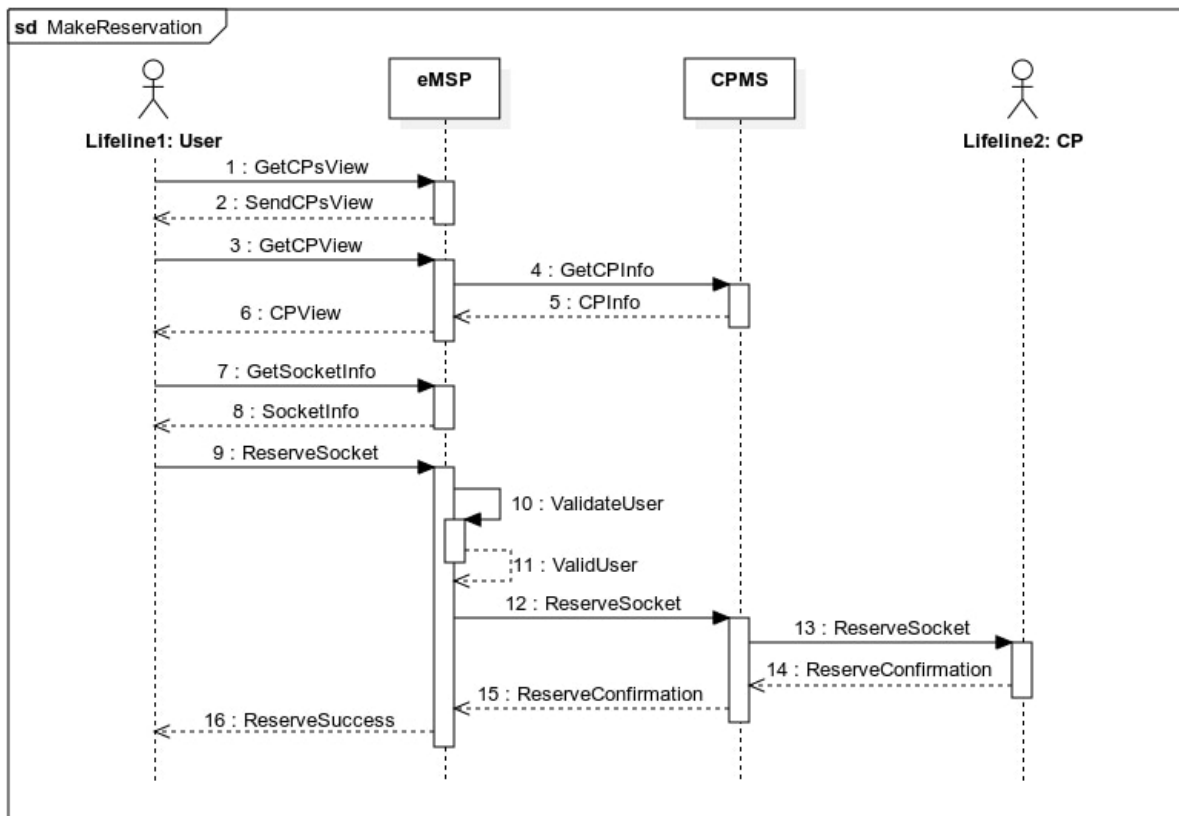 sd MakeReservation
eMSP
CPMS
Lifeline1: User
Lifeline2: CP
1 : GetCPsView
2 : SendCPsView
3 : GetCPView
4 : GetCPInfo
5 : CPInfo
6 : CPView
7 : GetSocketInfo
8 : SocketInfo
9 : ReserveSocket
10 : ValidateUser
11 : ValidUser
12 : ReserveSocket
13 : ReserveSocket
14 : ReserveConfirmation
15 : ReserveConfirmation
16 : ReserveSuccess